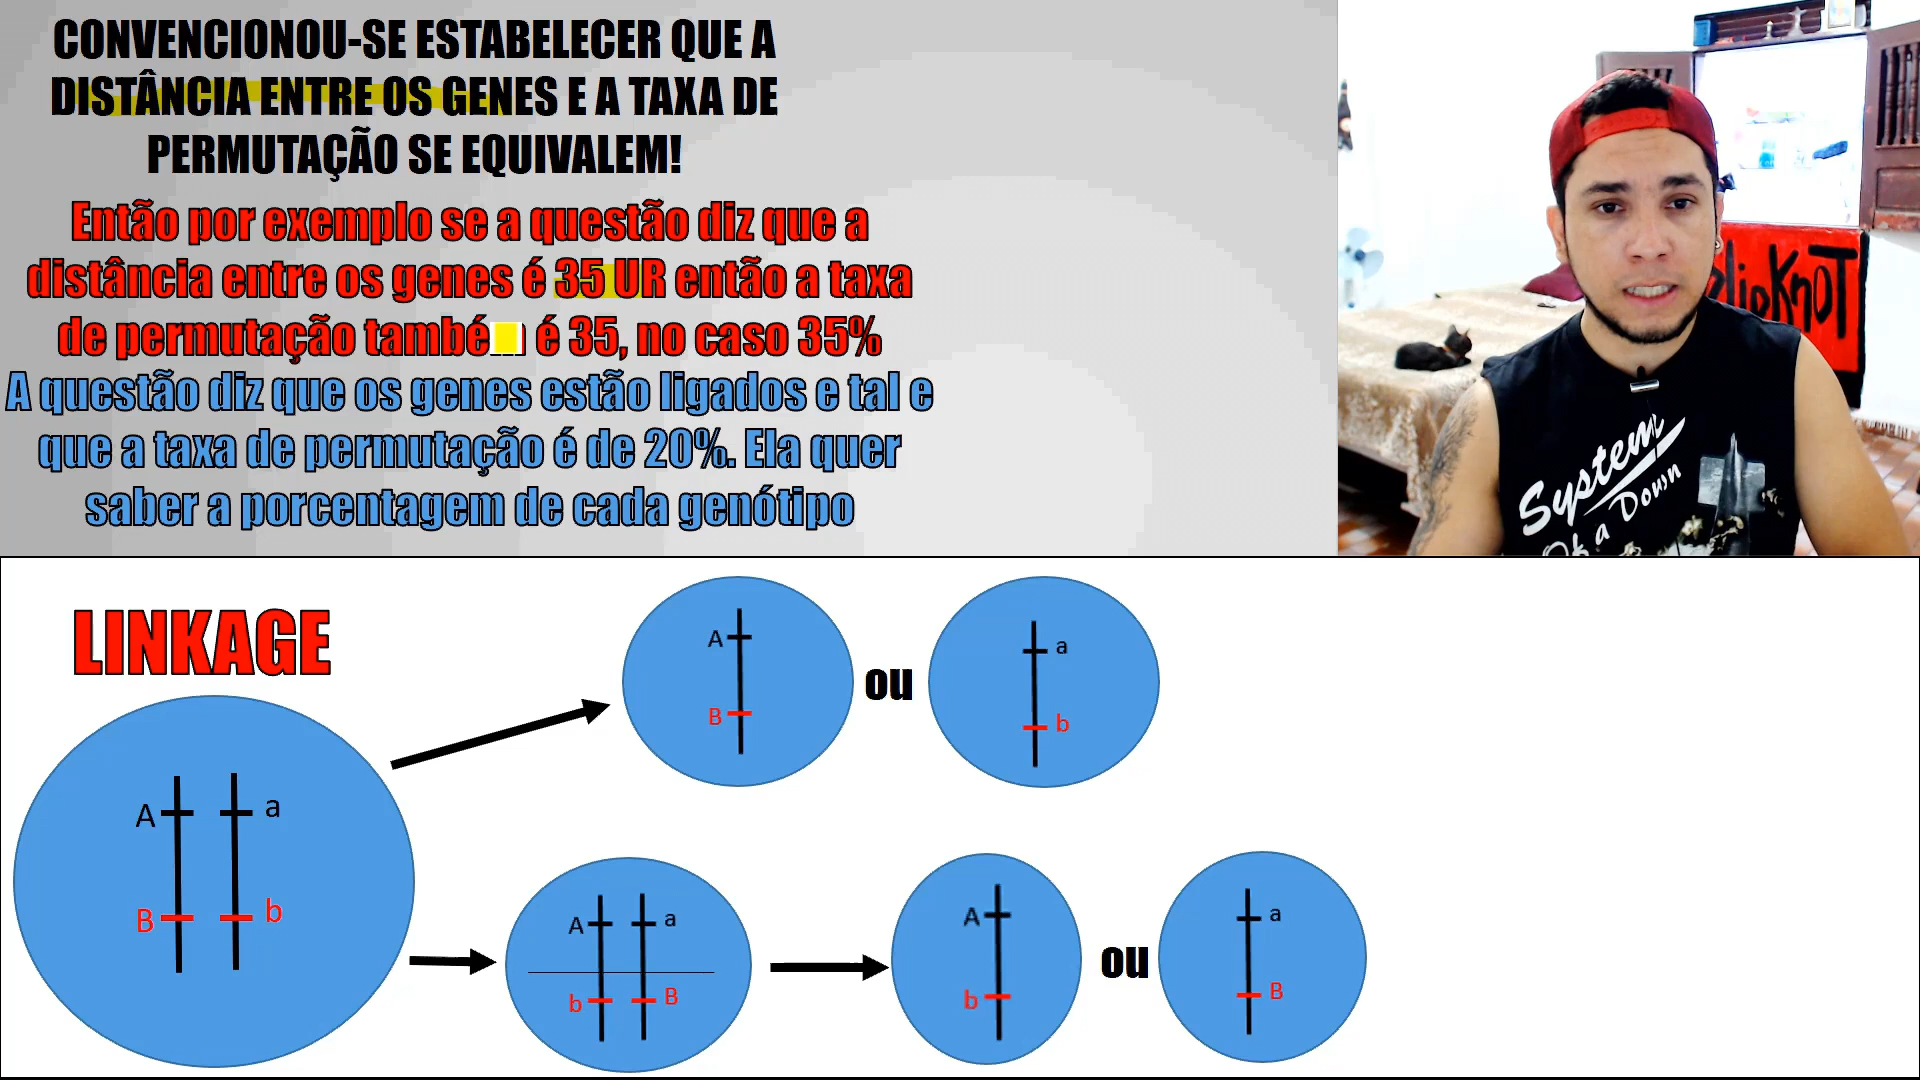 CONVENCIONOU-SE ESTABELECER QUE A
DISTÂNCIA ENTRE OS GENES E A TAXA DE
PERMUTAÇÃO SE EQUIVALEM!
Então por exemplo se a questão diz que a
distância entre os genes é 35 UR então a taxa
de permutação també é 35, no caso 35%
A questão diz que os genes estão ligados e tal e
que a taxa de permutação é de 20%. Ela quer
saber a porcentagem de cada genótipo
slipKnoT
System
Of a Down
LINKAGE
A
B
ou
a
b
A
a
B
b
A
a
b
B
A
b
ou
a
B